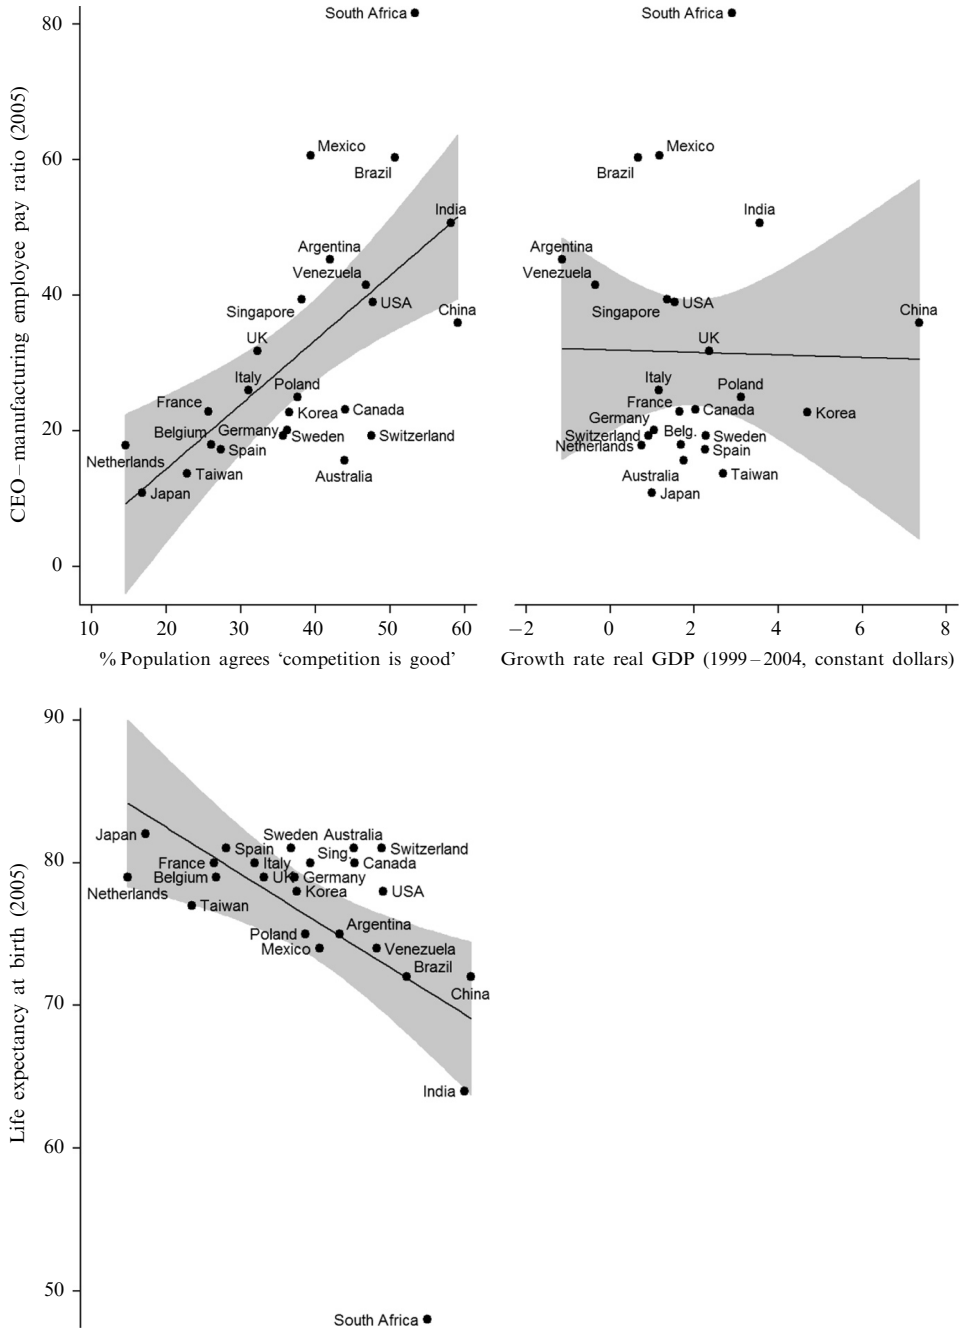 CEO – manufacturing employee pay ratio (2005)
80
60
40
20
0
South Africa
Mexico
Brazil
India
Argentina
Venezuela
Singapore
USA
China
UK
Italy
Poland
France
Korea
Canada
Belgium
Germany
Sweden
Switzerland
Netherlands
Spain
Taiwan
Australia
Japan
10 20 30 40 50 60
% Population agrees ‘competition is good’
South Africa
Mexico
Brazil
India
Argentina
Venezuela
Singapore
USA
China
UK
Italy
Poland
France
Canada
Korea
Germany
Switzerland
Belg.
Sweden
Netherlands
Spain
Australia
Taiwan
Japan
−2 0 2 4 6 8
Growth rate real GDP (1999 – 2004, constant dollars)
Life expectancy at birth (2005)
90
80
70
60
50
Japan
Spain
Sweden
Australia
Switzerland
France
Italy
Sing.
Canada
Belgium
UK
Germany
Netherlands
Korea
USA
Taiwan
Poland
Argentina
Mexico
Venezuela
Brazil
China
India
South Africa